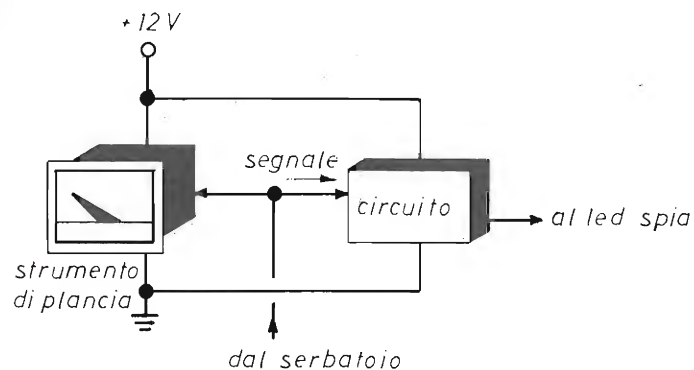 +12V
segnale
circuito
al led spia
strumento
di plancia
dal serbatoio